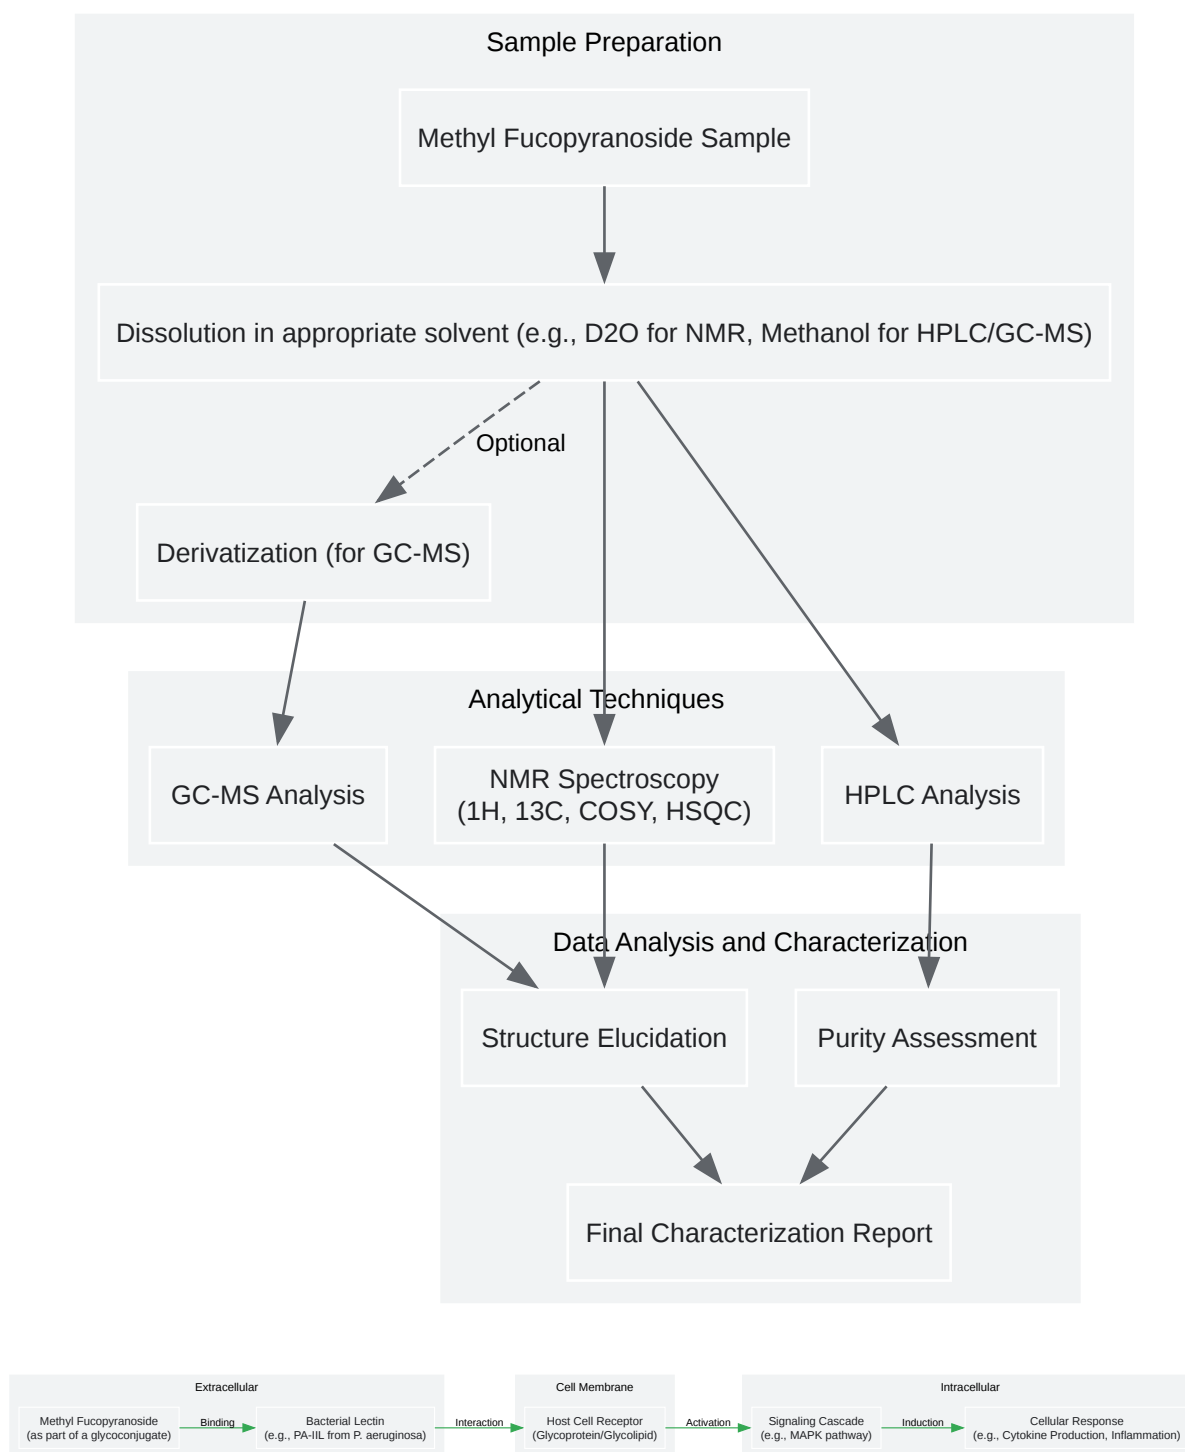 Sample Preparation
Methyl Fucopyranoside Sample
Dissolution in appropriate solvent (e.g., D2O for NMR, Methanol for HPLC/GC-MS)
Optional
Derivatization (for GC-MS)
Analytical Techniques
GC-MS Analysis
NMR Spectroscopy
(1H, 13C, COSY, HSQC)
HPLC Analysis
Data Analysis and Characterization
Structure Elucidation
Purity Assessment
Final Characterization Report
Extracellular
Methyl Fucopyranoside
(as part of a glycoconjugate)
Binding
Bacterial Lectin
(e.g., PA-IIL from P. aeruginosa)
Interaction
Cell Membrane
Host Cell Receptor
(Glycoprotein/Glycolipid)
Activation
Intracellular
Signaling Cascade
(e.g., MAPK pathway)
Induction
Cellular Response
(e.g., Cytokine Production, Inflammation)